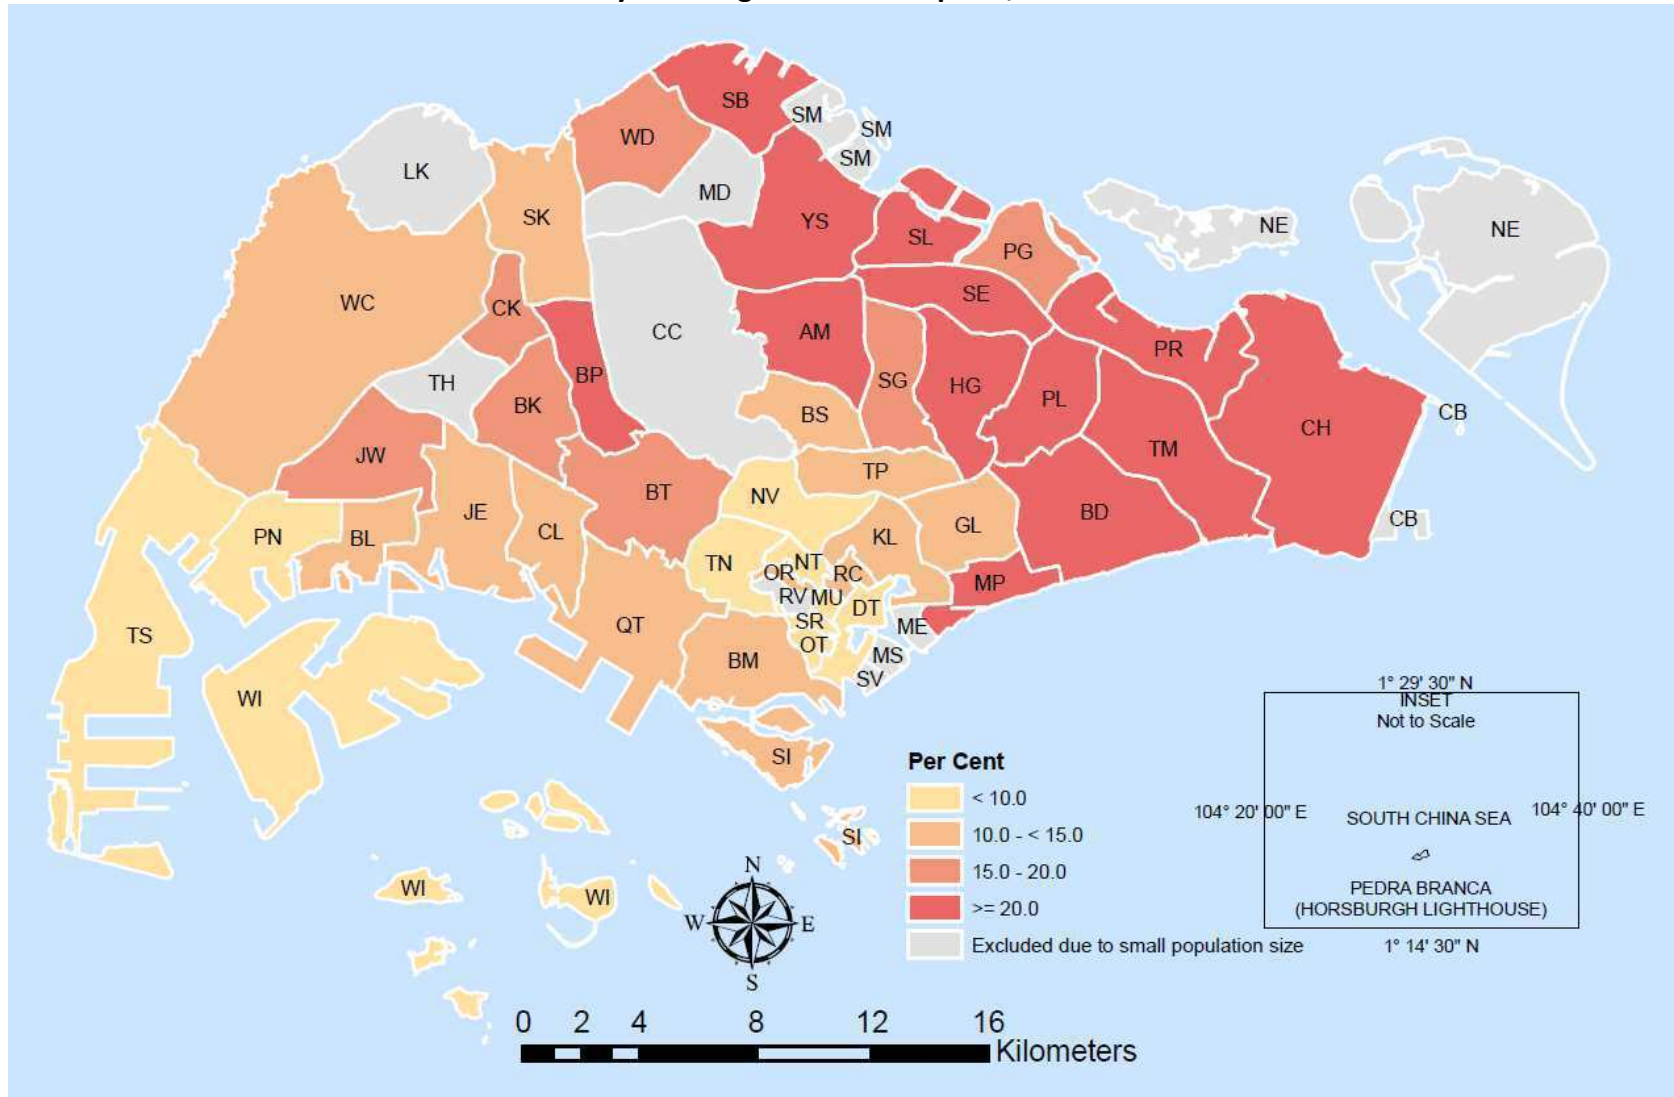 SB
SM
SM
WD
SM
LK
MD
SK
YS
NE
NE
SL
PG
SE
WC
CK
CC
AM
PR
TH
BP
SG
HG
PL
BK
BS
CB
CH
JW
TP
TM
BT
NV
JE
PN
BL
CL
KL
GL
BD
CB
TN
NT
OR
RC
MP
RV
MU
DT
SR
TS
QT
OT
ME
BM
MS
SV
WI
SI
SI
WI
WI
Per Cent
< 10.0
10.0 - < 15.0
15.0 - 20.0
>= 20.0
Excluded due to small population size
1° 29' 30" N
INSET
Not to Scale
104° 20' 00" E
SOUTH CHINA SEA
104° 40' 00" E
PEDRA BRANCA
(HORSBURGH LIGHTHOUSE)
1° 14' 30" N
N
W
E
S
0 2 4 8 12 16
Kilometers